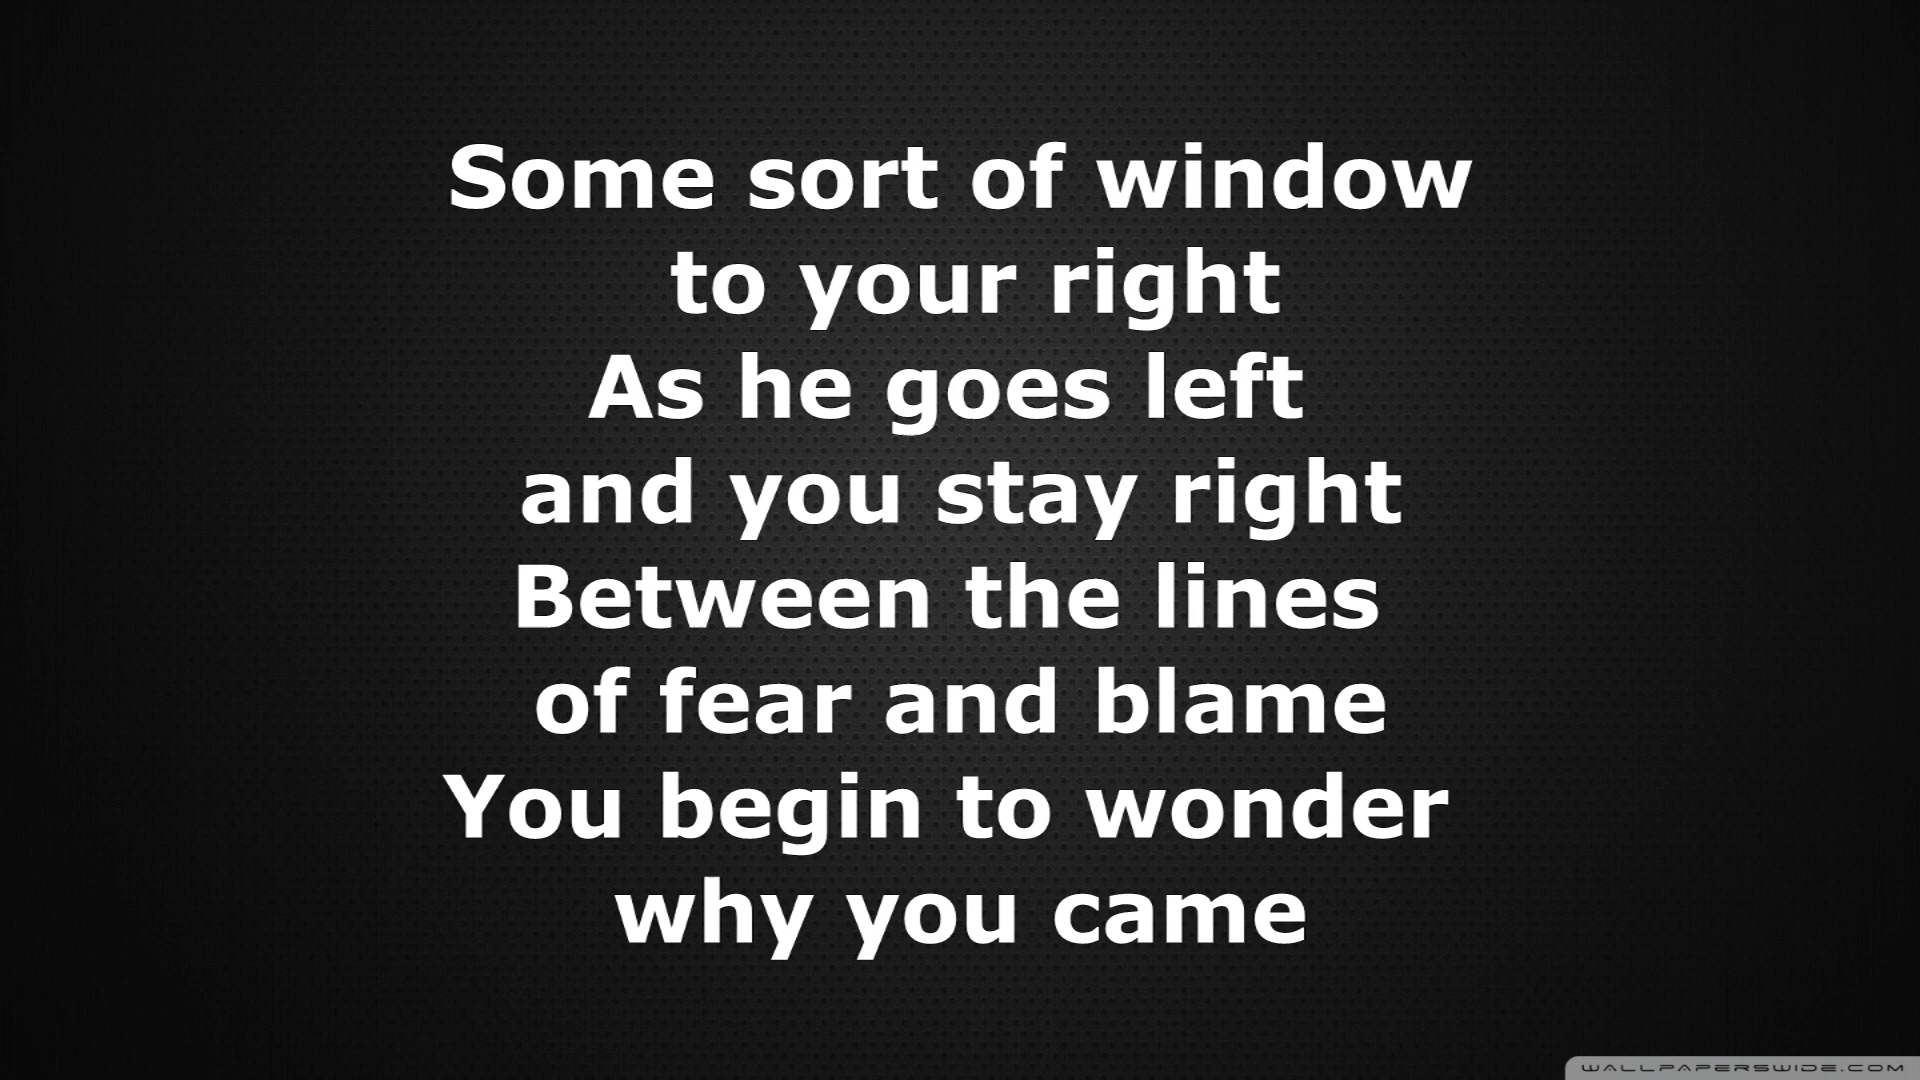 Some sort of window
to your right
As he goes left
and you stay right
Between the lines
of fear and blame
You begin to wonder
why you came
WALLPAPERSWIDE.COM